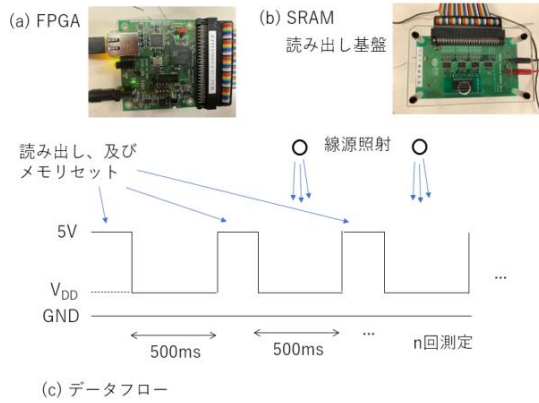 (a) FPGA
(b) SRAM
読み出し基盤
読み出し、及び
メモリセット
線源照射
5V
VDD
GND
500ms
500ms
...
...
n回測定
(c) データフロー